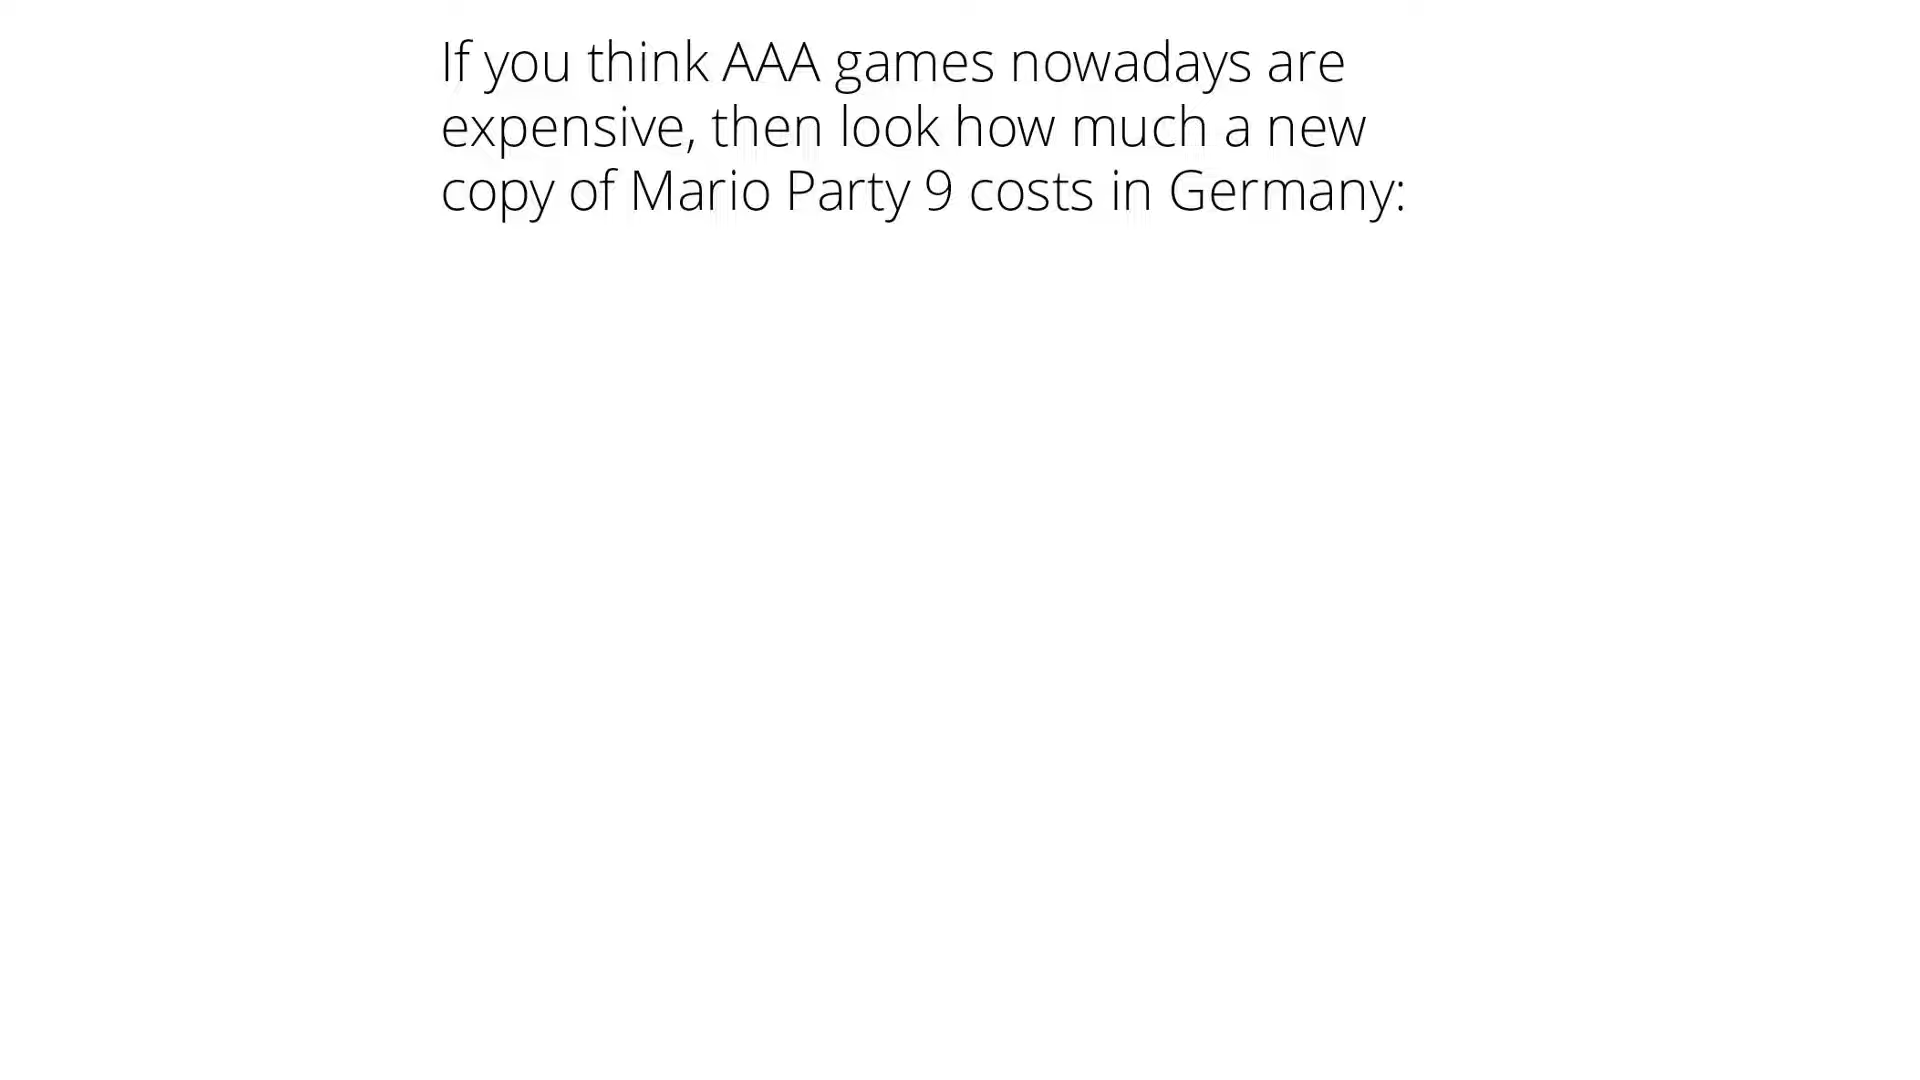 If you think AAA games nowadays are
expensive, then look how much a new
copy of Mario Party 9 costs in Germany: